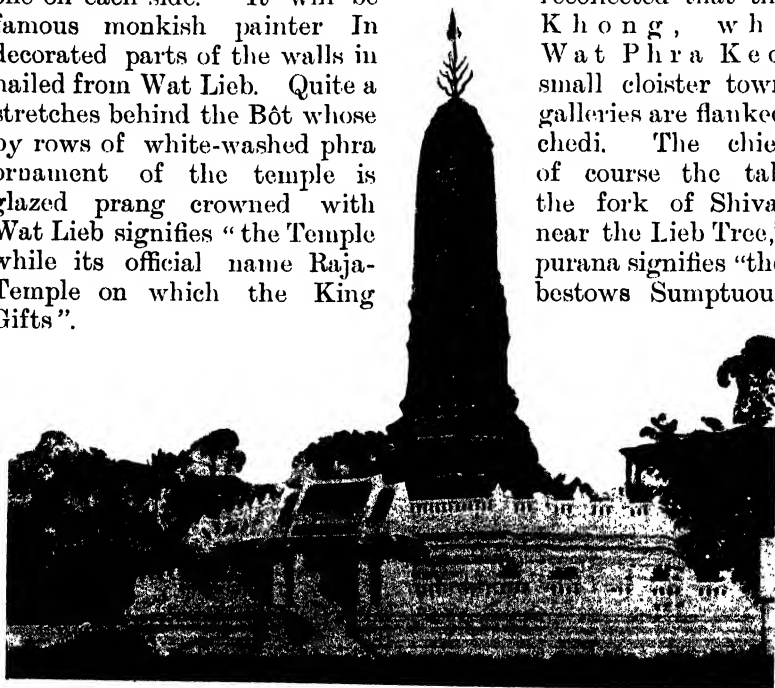 one on each side. It will be recollected that th
famous monkish painter In Khong, wh
decorated parts of the walls in Wat Phra Keo
hailed from Wat Lieb. Quite a small cloister town
stretches behind the Bôt whose galleries are flanked
by rows of white-washed phra chedi. The chie
ornament of the temple is of course the tal
glazed prang crowned with the fork of Shiva
Wat Lieb signifies “the Temple near the Lieb Tree,”
while its official name Raja- purana signifies “the
Temple on which the King bestows Sumptuou
Gifts”.